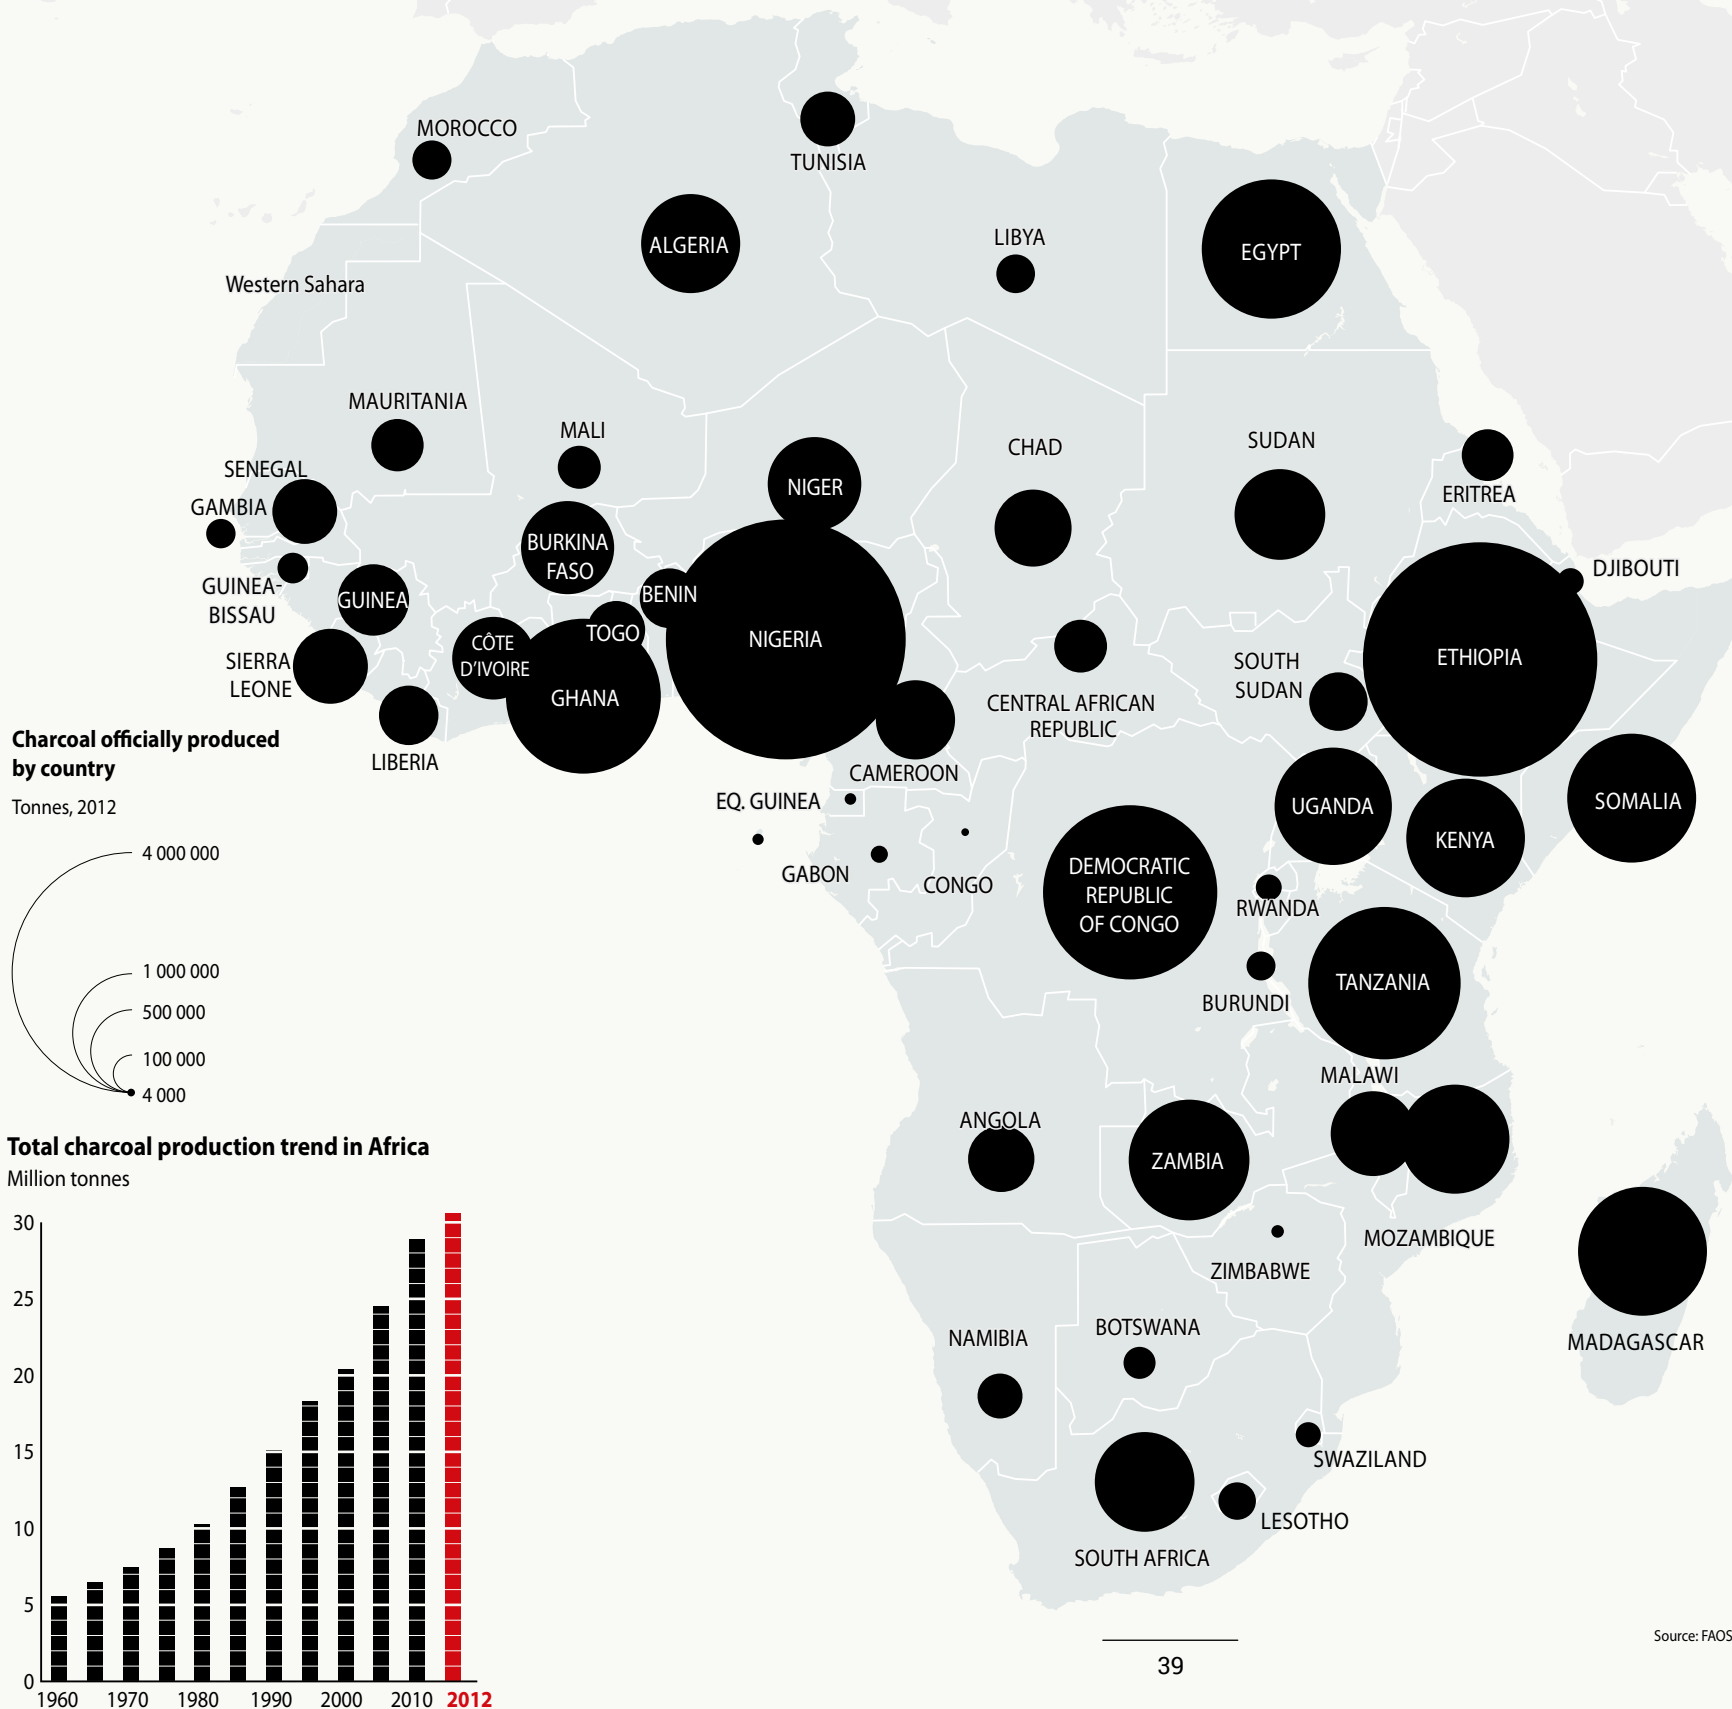 MOROCCO
TUNISIA
ALGERIA
LIBYA
EGYPT
Western Sahara
MAURITANIA
MALI
NIGER
CHAD
SUDAN
ERITREA
SENEGAL
GAMBIA
GUINEA-
BISSAU
GUINEA
BURKINA
FASO
BENIN
TOGO
CÔTE
D'IVOIRE
GHANA
NIGERIA
SIERRA
LEONE
LIBERIA
CAMEROON
CENTRAL AFRICAN
REPUBLIC
SOUTH
SUDAN
ETHIOPIA
DJIBOUTI
EQ. GUINEA
GABON
CONGO
DEMOCRATIC
REPUBLIC
OF CONGO
UGANDA
KENYA
SOMALIA
RWANDA
BURUNDI
TANZANIA
MALAWI
ANGOLA
ZAMBIA
MOZAMBIQUE
ZIMBABWE
MADAGASCAR
NAMIBIA
BOTSWANA
SWAZILAND
LESOTHO
SOUTH AFRICA
Charcoal officially produced
by country
Tonnes, 2012
4 000 000
1 000 000
500 000
100 000
4 000
Total charcoal production trend in Africa
Million tonnes
30
25
20
15
10
5
0
1960 1970 1980 1990 2000 2010 2012
Source: FAOS
39